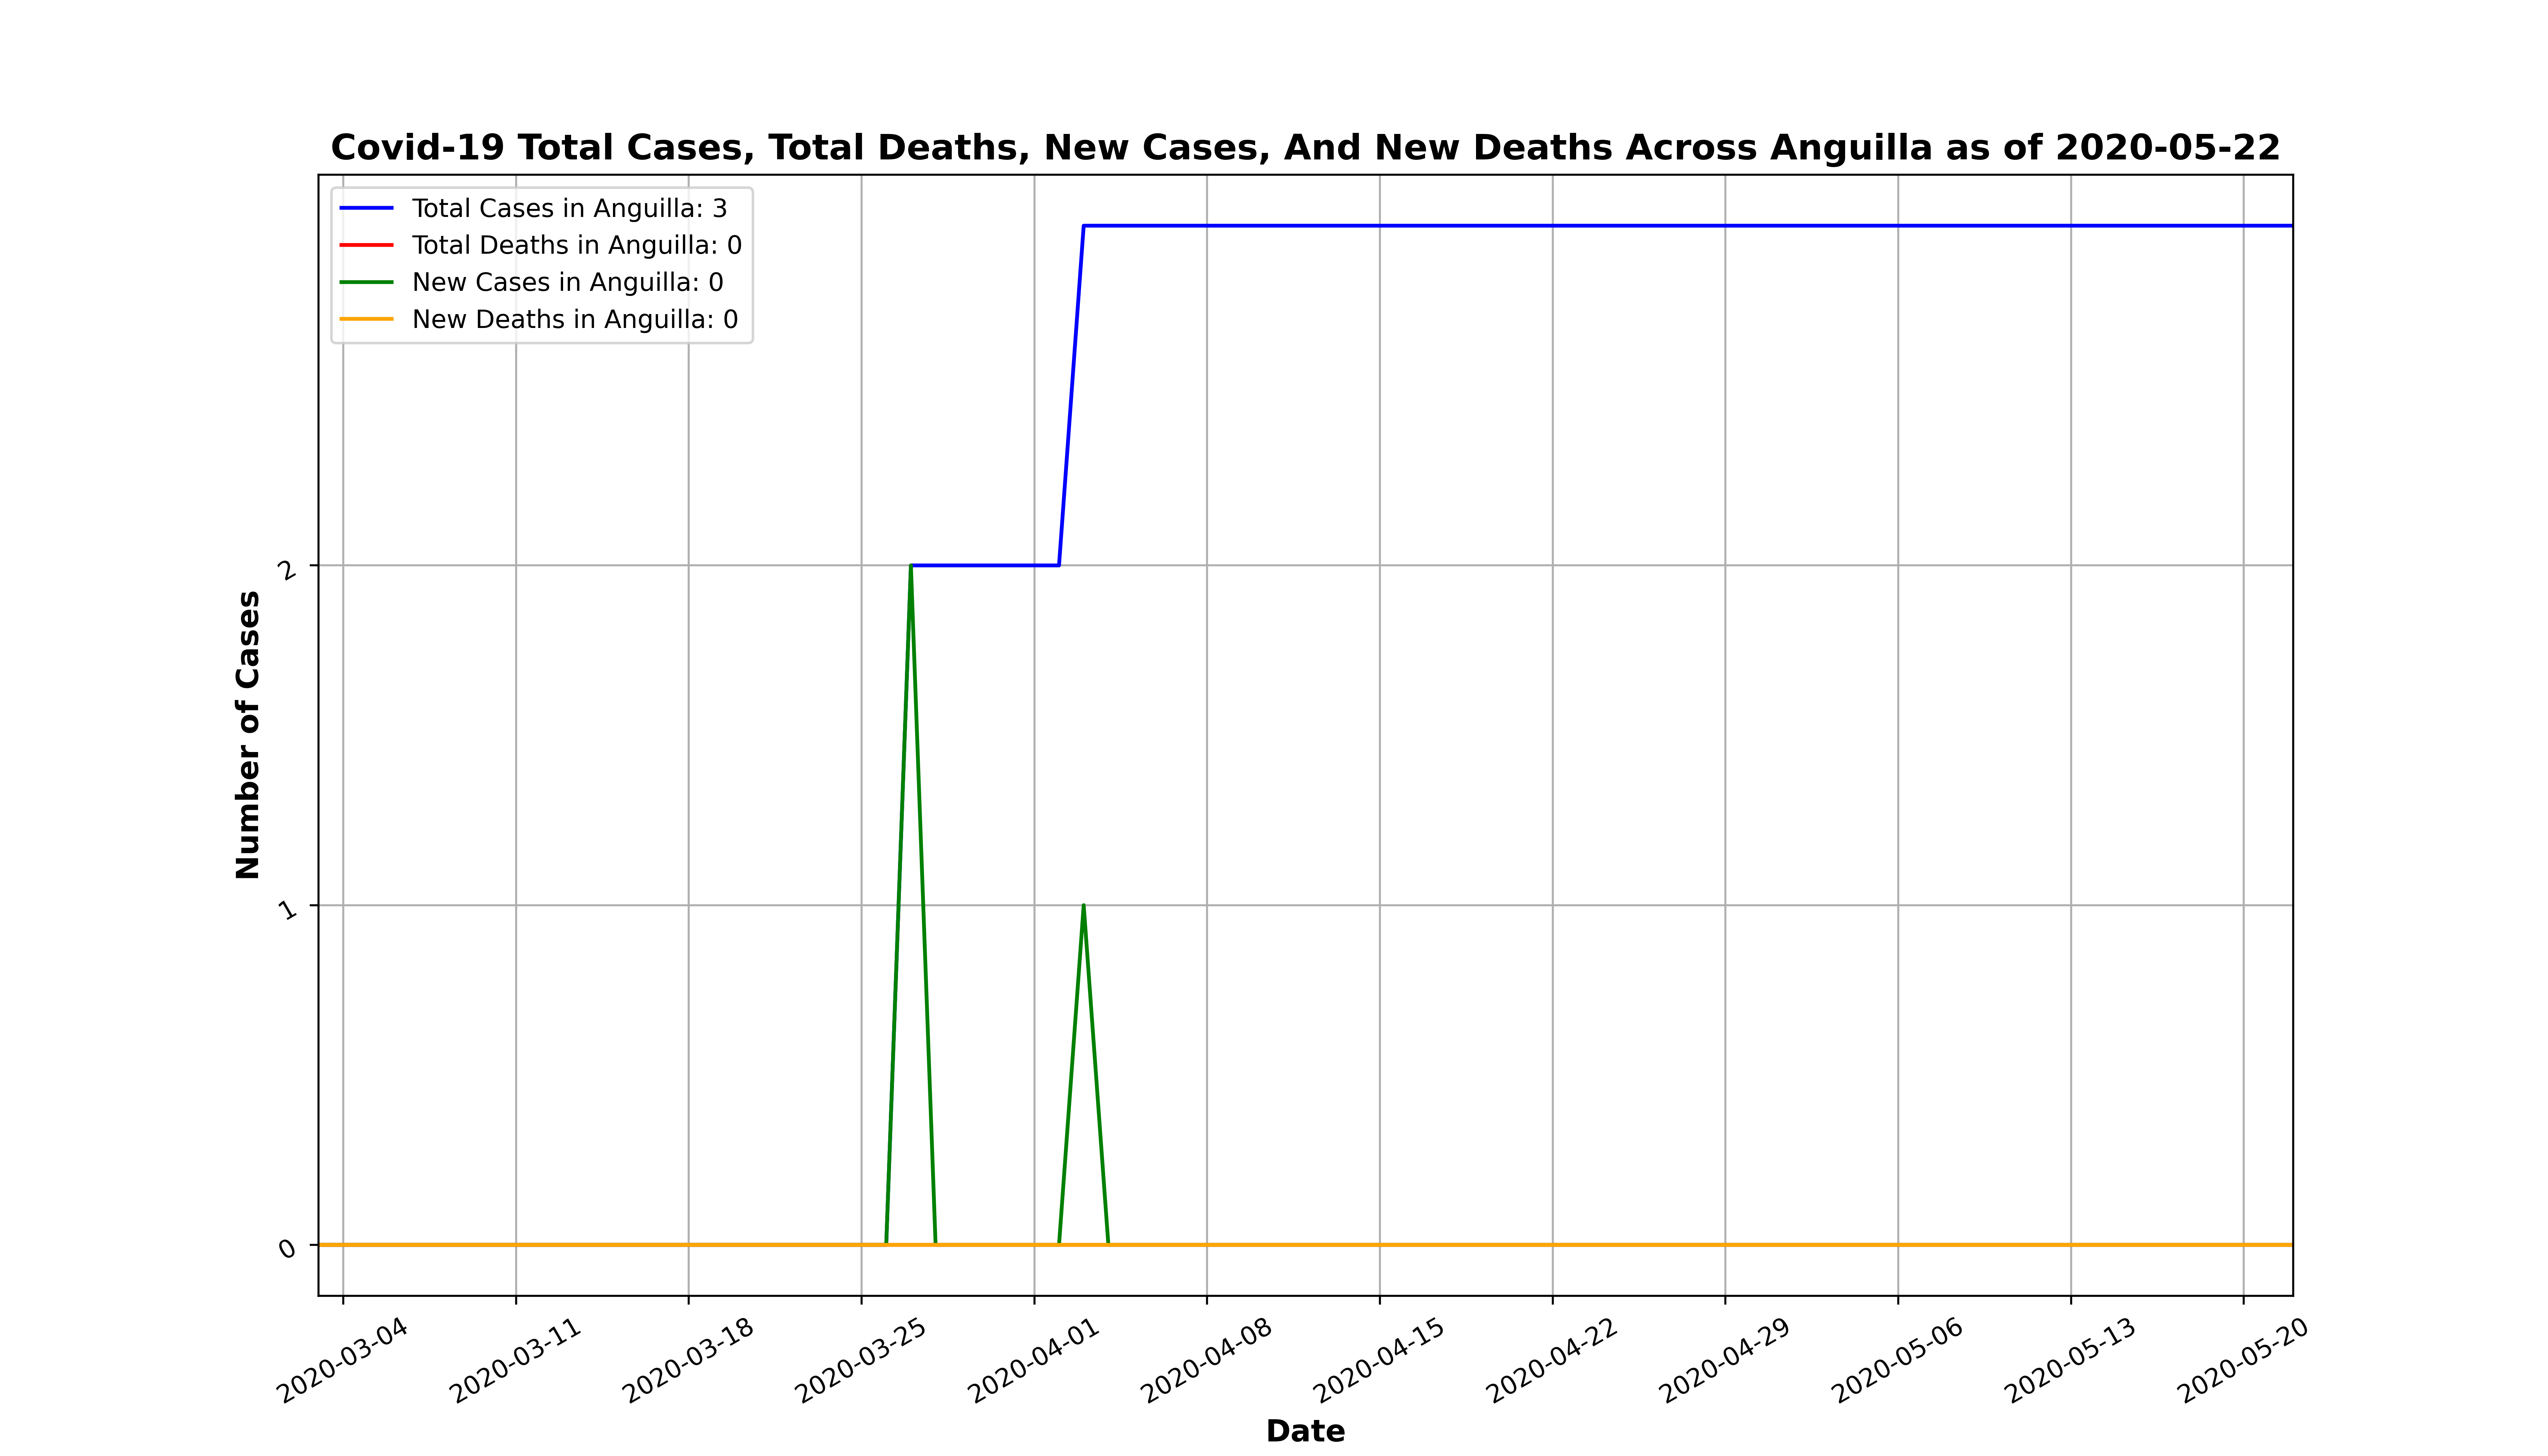 Covid-19 Total Cases, Total Deaths, New Cases, And New Deaths Across Anguilla as of 2020-05-22
Total Cases in Anguilla: 3
Total Deaths in Anguilla: 0
New Cases in Anguilla: 0
New Deaths in Anguilla: 0
Number of Cases
2
1
0
2020-03-04
2020-03-11
2020-03-18
2020-03-25
2020-04-01
2020-04-08
2020-04-15
2020-04-22
2020-04-29
2020-05-06
2020-05-13
2020-05-20
Date